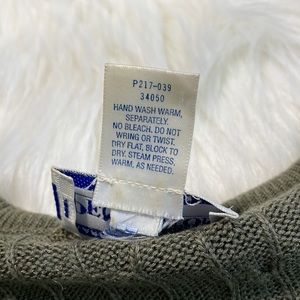 P217-039
34050
HAND WASH WARM,
SEPARATELY.
NO BLEACH. DO NOT
WRING OR TWIST.
DRY FLAT, BLOCK TO
DRY. STEAM PRESS,
WARM, AS NEEDED.